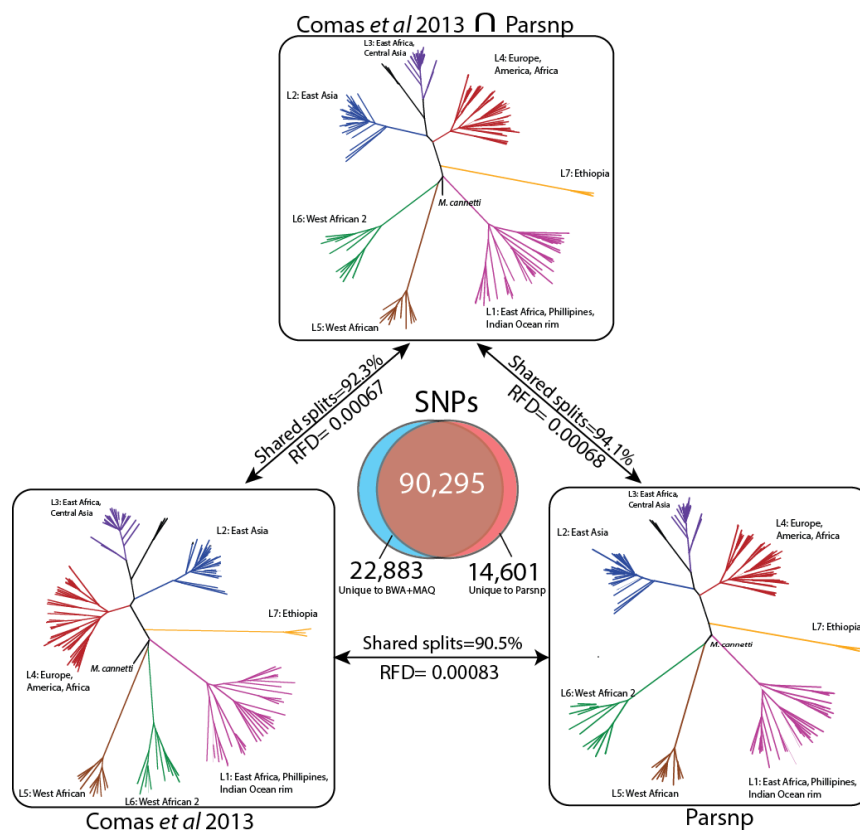 Comas et al 2013 ∩ Parsnp
L3: East Africa,
Central Asia
L4: Europe,
America, Africa
L2: East Asia
L7: Ethiopia
M. cannetti
L6: West African 2
L1: East Africa, Phillipines,
Indian Ocean rim
L5: West African
Shared splits=92.3%
RFD= 0.00067
Shared splits=94.1%
RFD= 0.00068
SNPs
90,295
22,883
Unique to BWA+MAQ
14,601
Unique to Parsnp
Shared splits=90.5%
RFD= 0.00083
L3: East Africa,
Central Asia
L2: East Asia
L7: Ethiopia
M. cannetti
L4: Europe,
America, Africa
L1: East Africa, Phillipines,
Indian Ocean rim
L5: West African
L6: West African 2
Comas et al 2013
L3: East Africa,
Central Asia
L4: Europe,
America, Africa
L2: East Asia
L7: Ethiopia
M. cannetti
L6: West African 2
L1: East Africa, Phillipines,
Indian Ocean rim
L5: West African
Parsnp